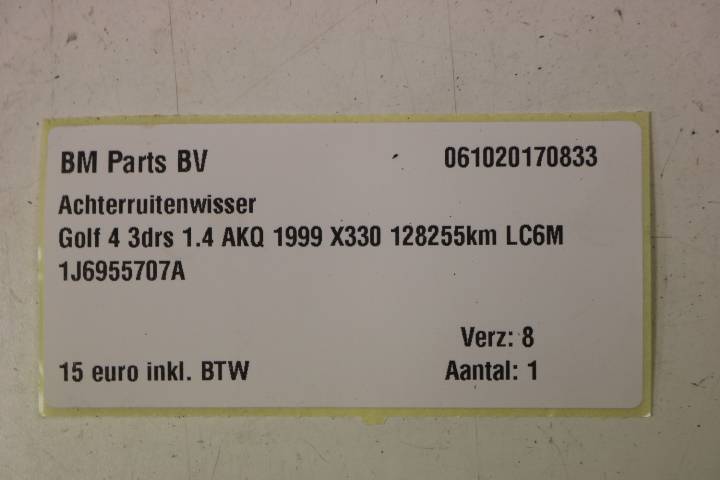 BM Parts BV 061020170833
Achterruitenwisser
Golf 4 3drs 1.4 AKQ 1999 X330 128255km LC6M
1J6955707A
Verz: 8
15 euro inkl. BTW Aantal: 1